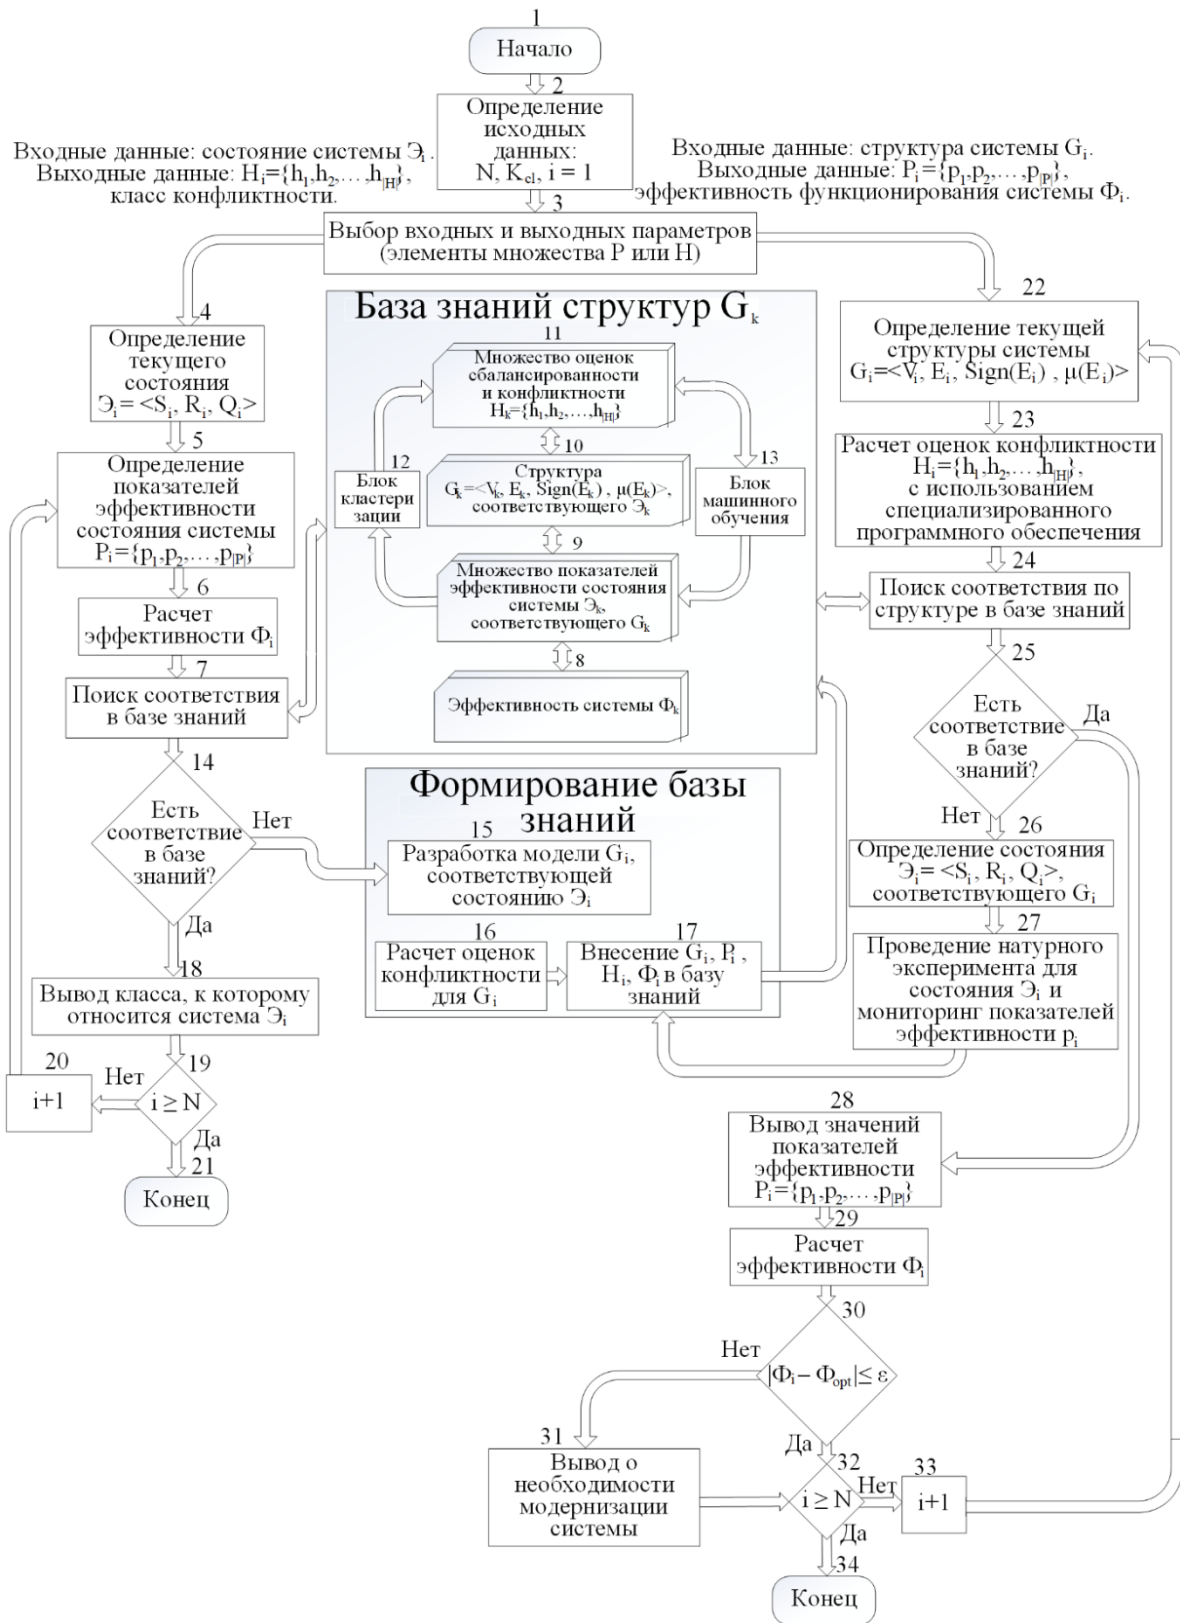 1
Начало
2
Определение
исходных
данных:
N, K_cl, i = 1
Входные данные: состояние системы Э_i.
Выходные данные: H_i={h_1,h_2,…,h_|H|},
класс конфликтности.
Входные данные: структура системы G_i.
Выходные данные: P_i={p_1,p_2,…,p_|P|},
эффективность функционирования системы Ф_i.
3
Выбор входных и выходных параметров
(элементы множества P или H)
4
Определение
текущего
состояния
Э_i = <S_i, R_i, Q_i>
5
Определение
показателей
эффективности
состояния системы
P_i={p_1,p_2,…,p_|P|}
6
Расчет
эффективности Ф_i
7
Поиск соответствия
в базе знаний
База знаний структур G_k
11
Множество оценок
сбалансированности
и конфликтности
H_k={h_1,h_2,…,h_|H|}
10
Структура
G_k=<V_k, E_k, Sign(E_k) , μ(E_k)>,
соответствующего Э_k
12
Блок
кластери
зации
13
Блок
машинного
обучения
9
Множество показателей
эффективности состояния
системы Э_k,
соответствующего G_k
8
Эффективность системы Ф_k
14
Есть
соответствие
в базе
знаний?
Нет
Да
Формирование базы
знаний
15
Разработка модели G_i,
соответствующей
состоянию Э_i
16
Расчет оценок
конфликтности
для G_i
17
Внесение G_i, P_i ,
H_i, Ф_i в базу
знаний
18
Вывод класса, к которому
относится система Э_i
19
i ≥ N
Нет
20
i+1
Да
21
Конец
22
Определение текущей
структуры системы
G_i=<V_i, E_i, Sign(E_i) , μ(E_i)>
23
Расчет оценок конфликтности
H_i={h_1,h_2,…,h_|H|},
с использованием
специализированного
программного обеспечения
24
Поиск соответствия по
структуре в базе знаний
25
Есть
соответствие
в базе
знаний?
Да
Нет
26
Определение состояния
Э_i= <S_i, R_i, Q_i>,
соответствующего G_i
27
Проведение натурного
эксперимента для
состояния Э_i и
мониторинг показателей
эффективности p_i
28
Вывод значений
показателей
эффективности
P_i={p_1,p_2,…,p_|P|}
29
Расчет
эффективности Ф_i
30
|Ф_i − Ф_opt|≤ ε
Нет
Да
31
Вывод о
необходимости
модернизации
системы
32
i ≥ N
Нет
33
i+1
Да
34
Конец